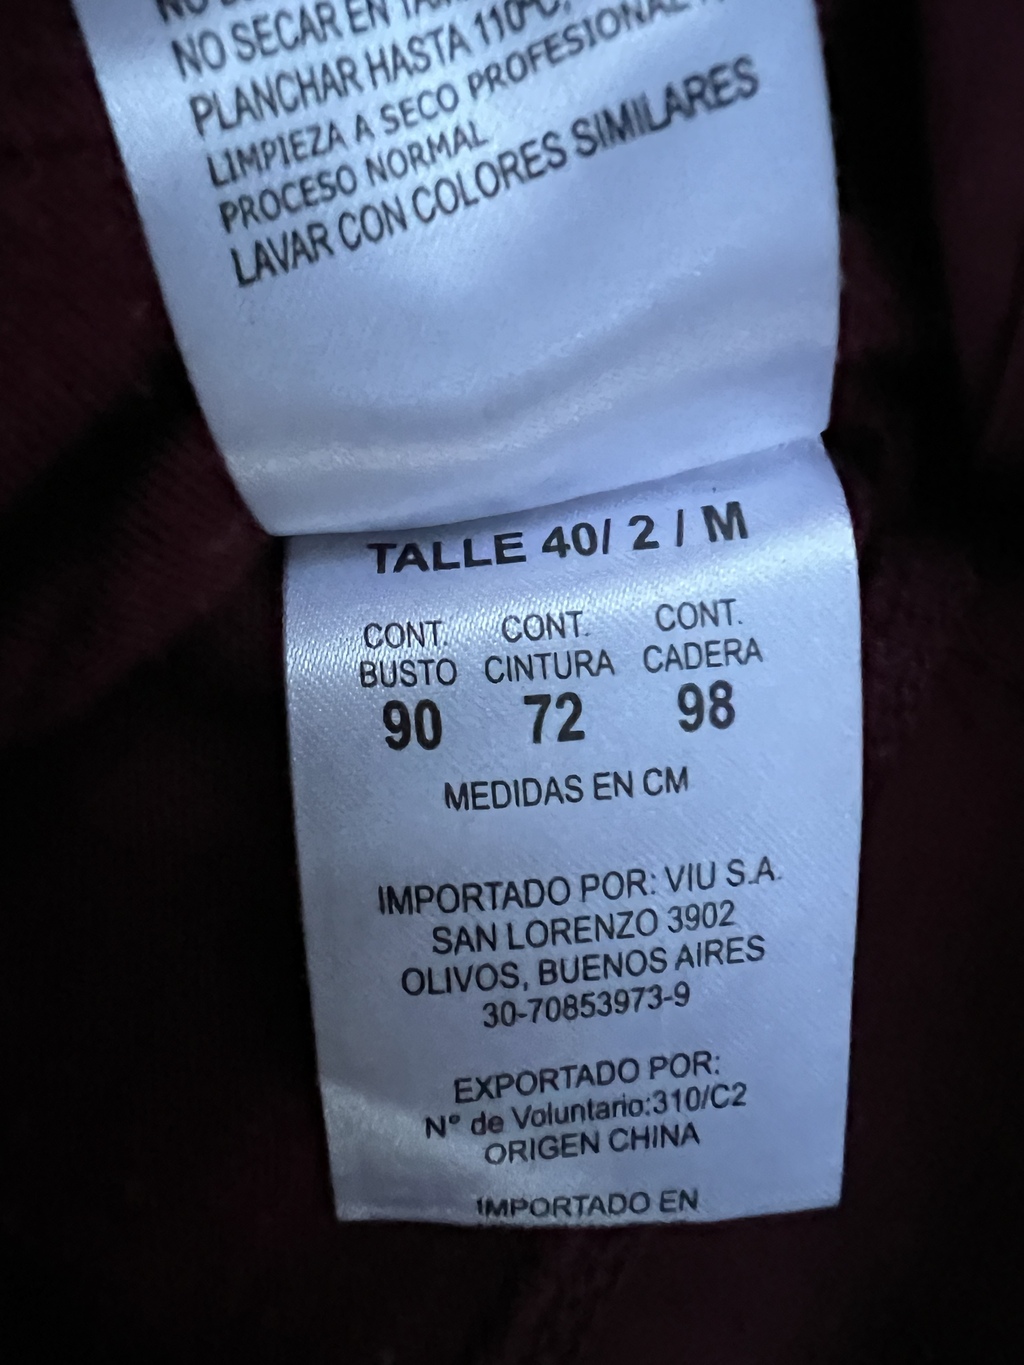 NO SECAR EN
PLANCHAR HASTA 110°C,
LIMPIEZA A SECO PROFESIONAL
PROCESO NORMAL
LAVAR CON COLORES SIMILARES
TALLE 40/ 2 / M
CONT. CONT. CONT.
BUSTO CINTURA CADERA
90 72 98
MEDIDAS EN CM
IMPORTADO POR: VIU S.A.
SAN LORENZO 3902
OLIVOS, BUENOS AIRES
30-70853973-9
EXPORTADO POR:
N° de Voluntario:310/C2
ORIGEN CHINA
IMPORTADO EN